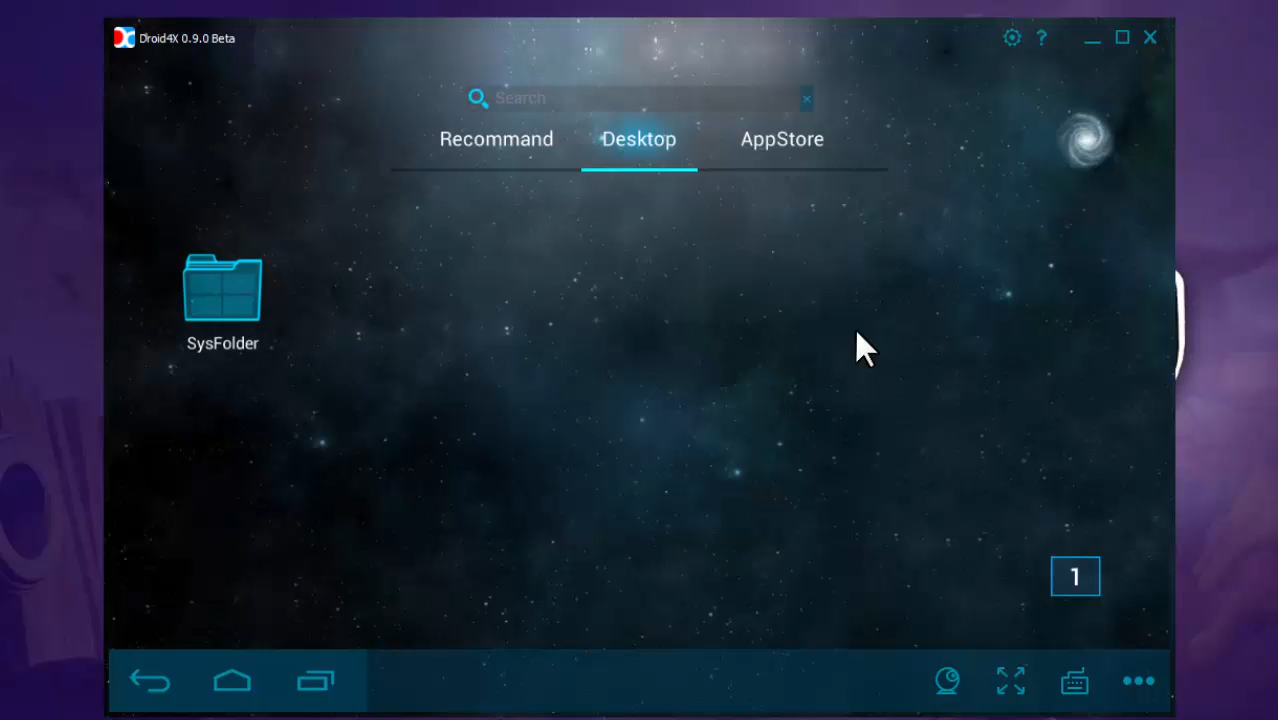 Droid4X 0.9.0 Beta
?
Search
Recommand
Desktop
AppStore
SysFolder
1